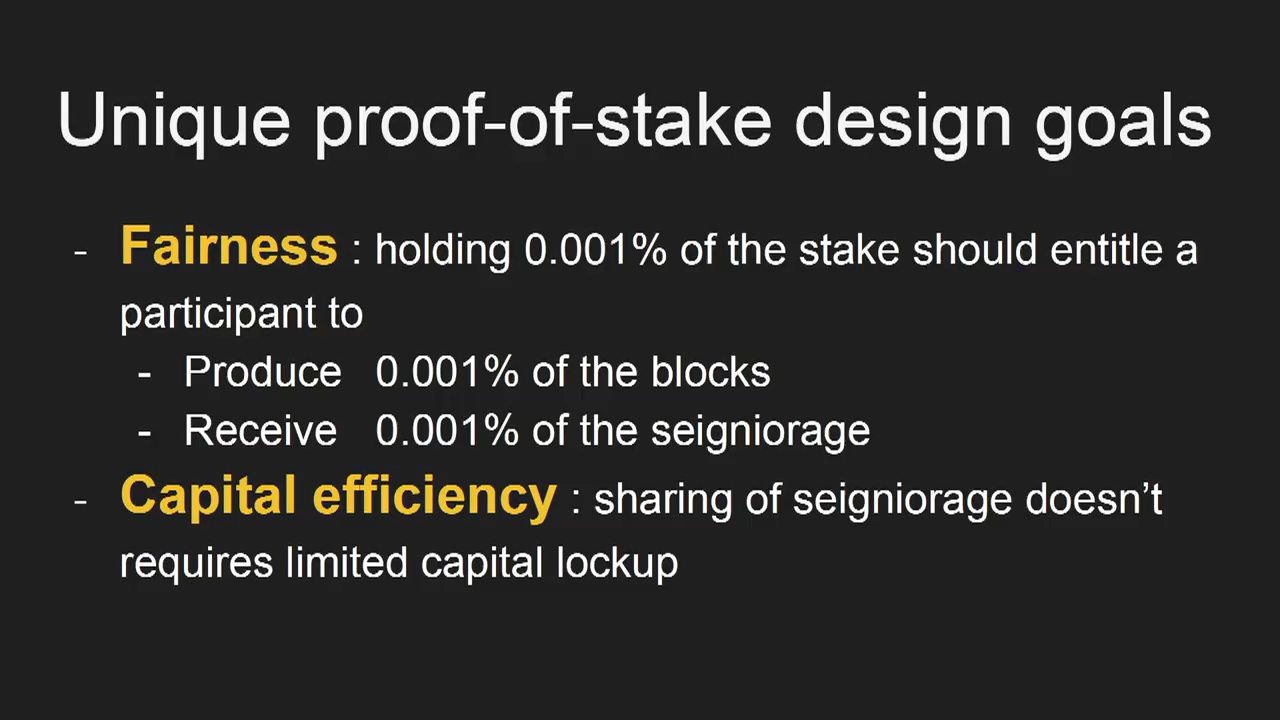 Unique proof-of-stake design goals
- Fairness : holding 0.001% of the stake should entitle a
participant to
- Produce 0.001% of the blocks
- Receive 0.001% of the seigniorage
- Capital efficiency : sharing of seigniorage doesn’t
requires limited capital lockup